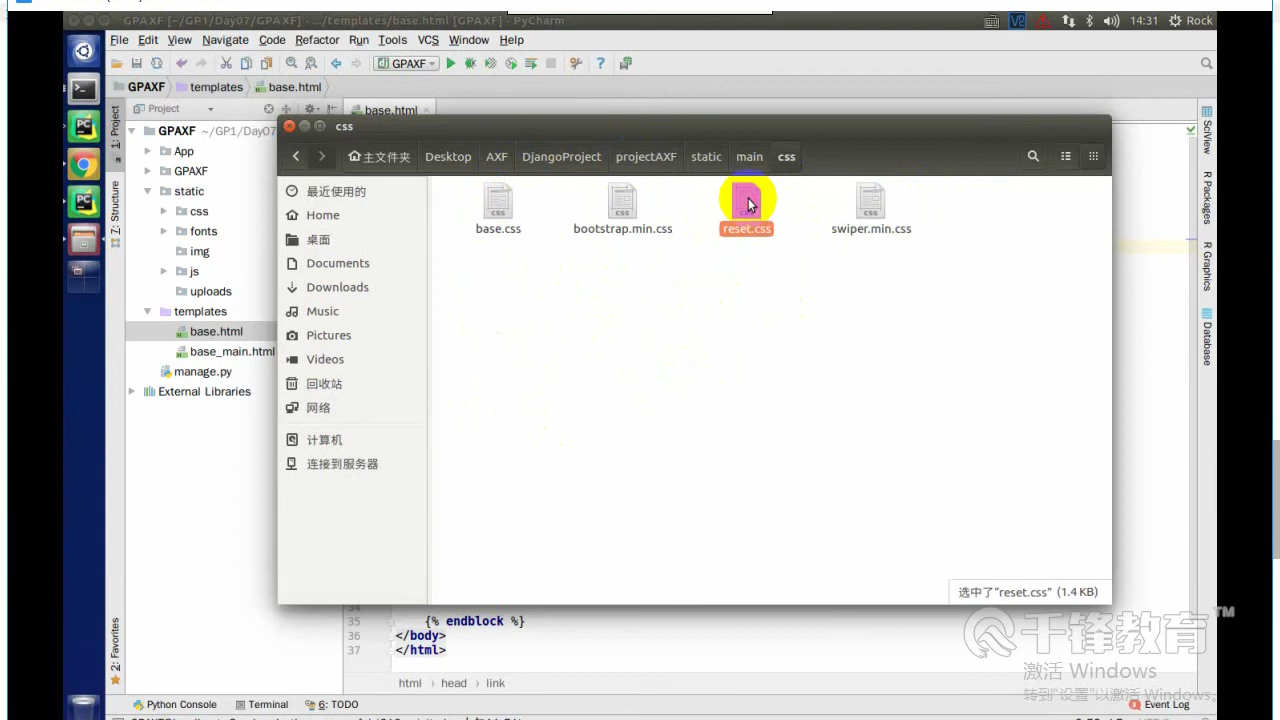 GPAXF [~/GP1/Day07/GPAXF] - .../templates/base.html [GPAXF] - PyCharm
14:31 Rock
File Edit View Navigate Code Refactor Run Tools VCS Window Help
GPAXF
GPAXF templates base.html
Project
base.html
1: Project
7: Structure
2: Favorites
GPAXF ~/GP1/Day07
App
GPAXF
static
css
fonts
img
js
uploads
templates
base.html
base_main.html
manage.py
External Libraries
css
主文件夹 Desktop AXF DjangoProject projectAXF static main css
最近使用的
Home
桌面
Documents
Downloads
Music
Pictures
Videos
回收站
网络
计算机
连接到服务器
base.css bootstrap.min.css reset.css swiper.min.css
选中了"reset.css" (1.4 KB)
SciView
R Packages
R Graphics
Database
35 {% endblock %}
36 </body>
37 </html>
html › head › link
千锋教育 TM
激活 Windows
转到"设置"以激活 Windows。
Python Console Terminal 6: TODO Event Log